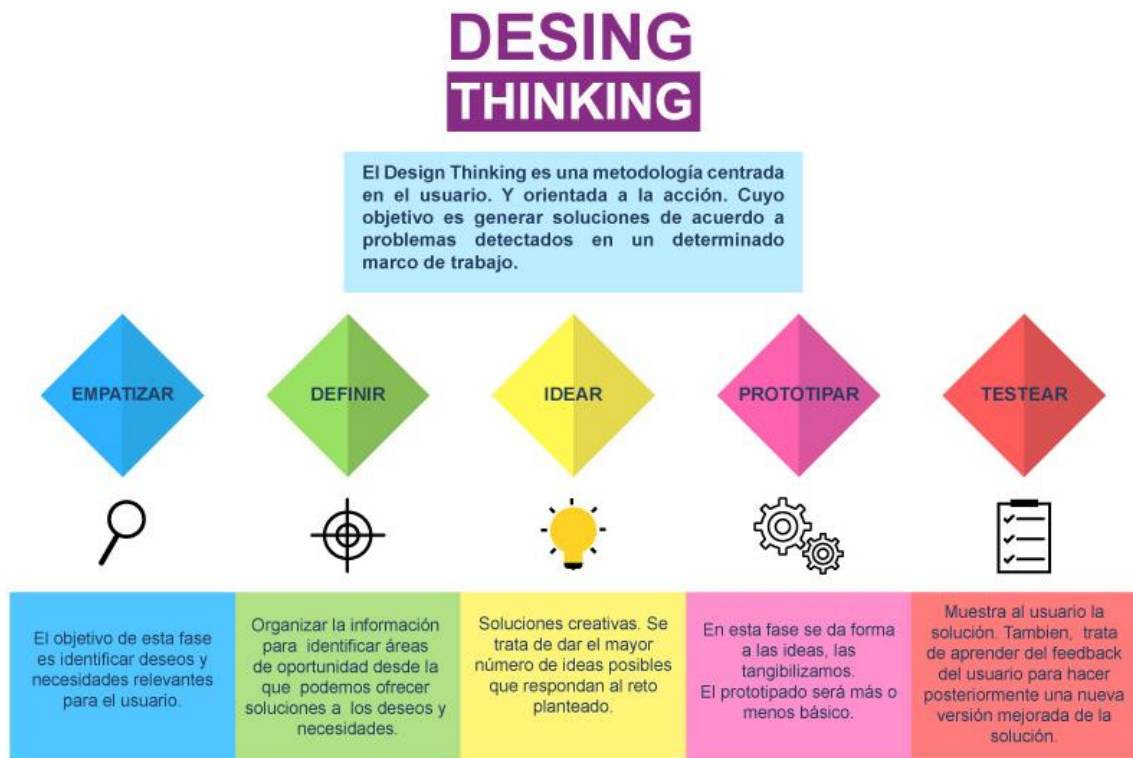 DESING
THINKING
El Design Thinking es una metodología centrada
en el usuario. Y orientada a la acción. Cuyo
objetivo es generar soluciones de acuerdo a
problemas detectados en un determinado
marco de trabajo.
EMPATIZAR
DEFINIR
IDEAR
PROTOTIPAR
TESTEAR
El objetivo de esta fase
es identificar deseos y
necesidades relevantes
para el usuario.
Organizar la información
para identificar áreas
de oportunidad desde la
que podemos ofrecer
soluciones a los deseos y
necesidades.
Soluciones creativas. Se
trata de dar el mayor
número de ideas posibles
que respondan al reto
planteado.
En esta fase se da forma
a las ideas, las
tangibilizamos.
El prototipado será más o
menos básico.
Muestra al usuario la
solución. Tambien, trata
de aprender del feedback
del usuario para hacer
posteriormente una nueva
versión mejorada de la
solución.